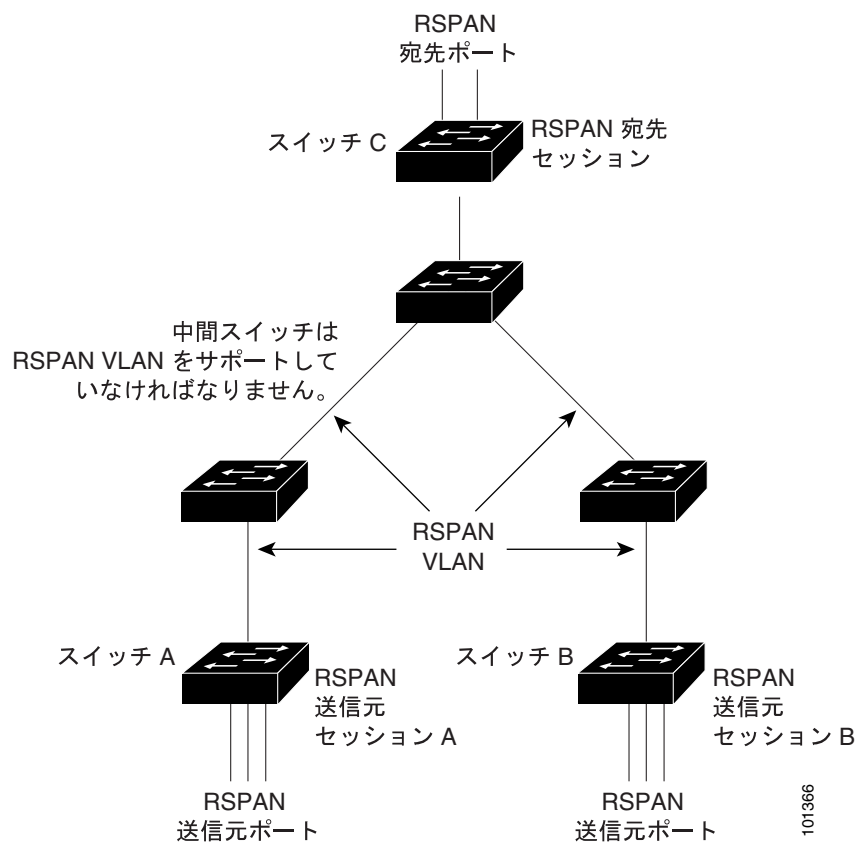 RSPAN
宛先ポート
スイッチ C
RSPAN 宛先
セッション
中間スイッチは
RSPAN VLAN をサポートして
いなければなりません。
RSPAN
VLAN
スイッチ A
RSPAN
送信元
セッション A
スイッチ B
RSPAN
送信元
セッション B
RSPAN
送信元ポート
RSPAN
送信元ポート
101366